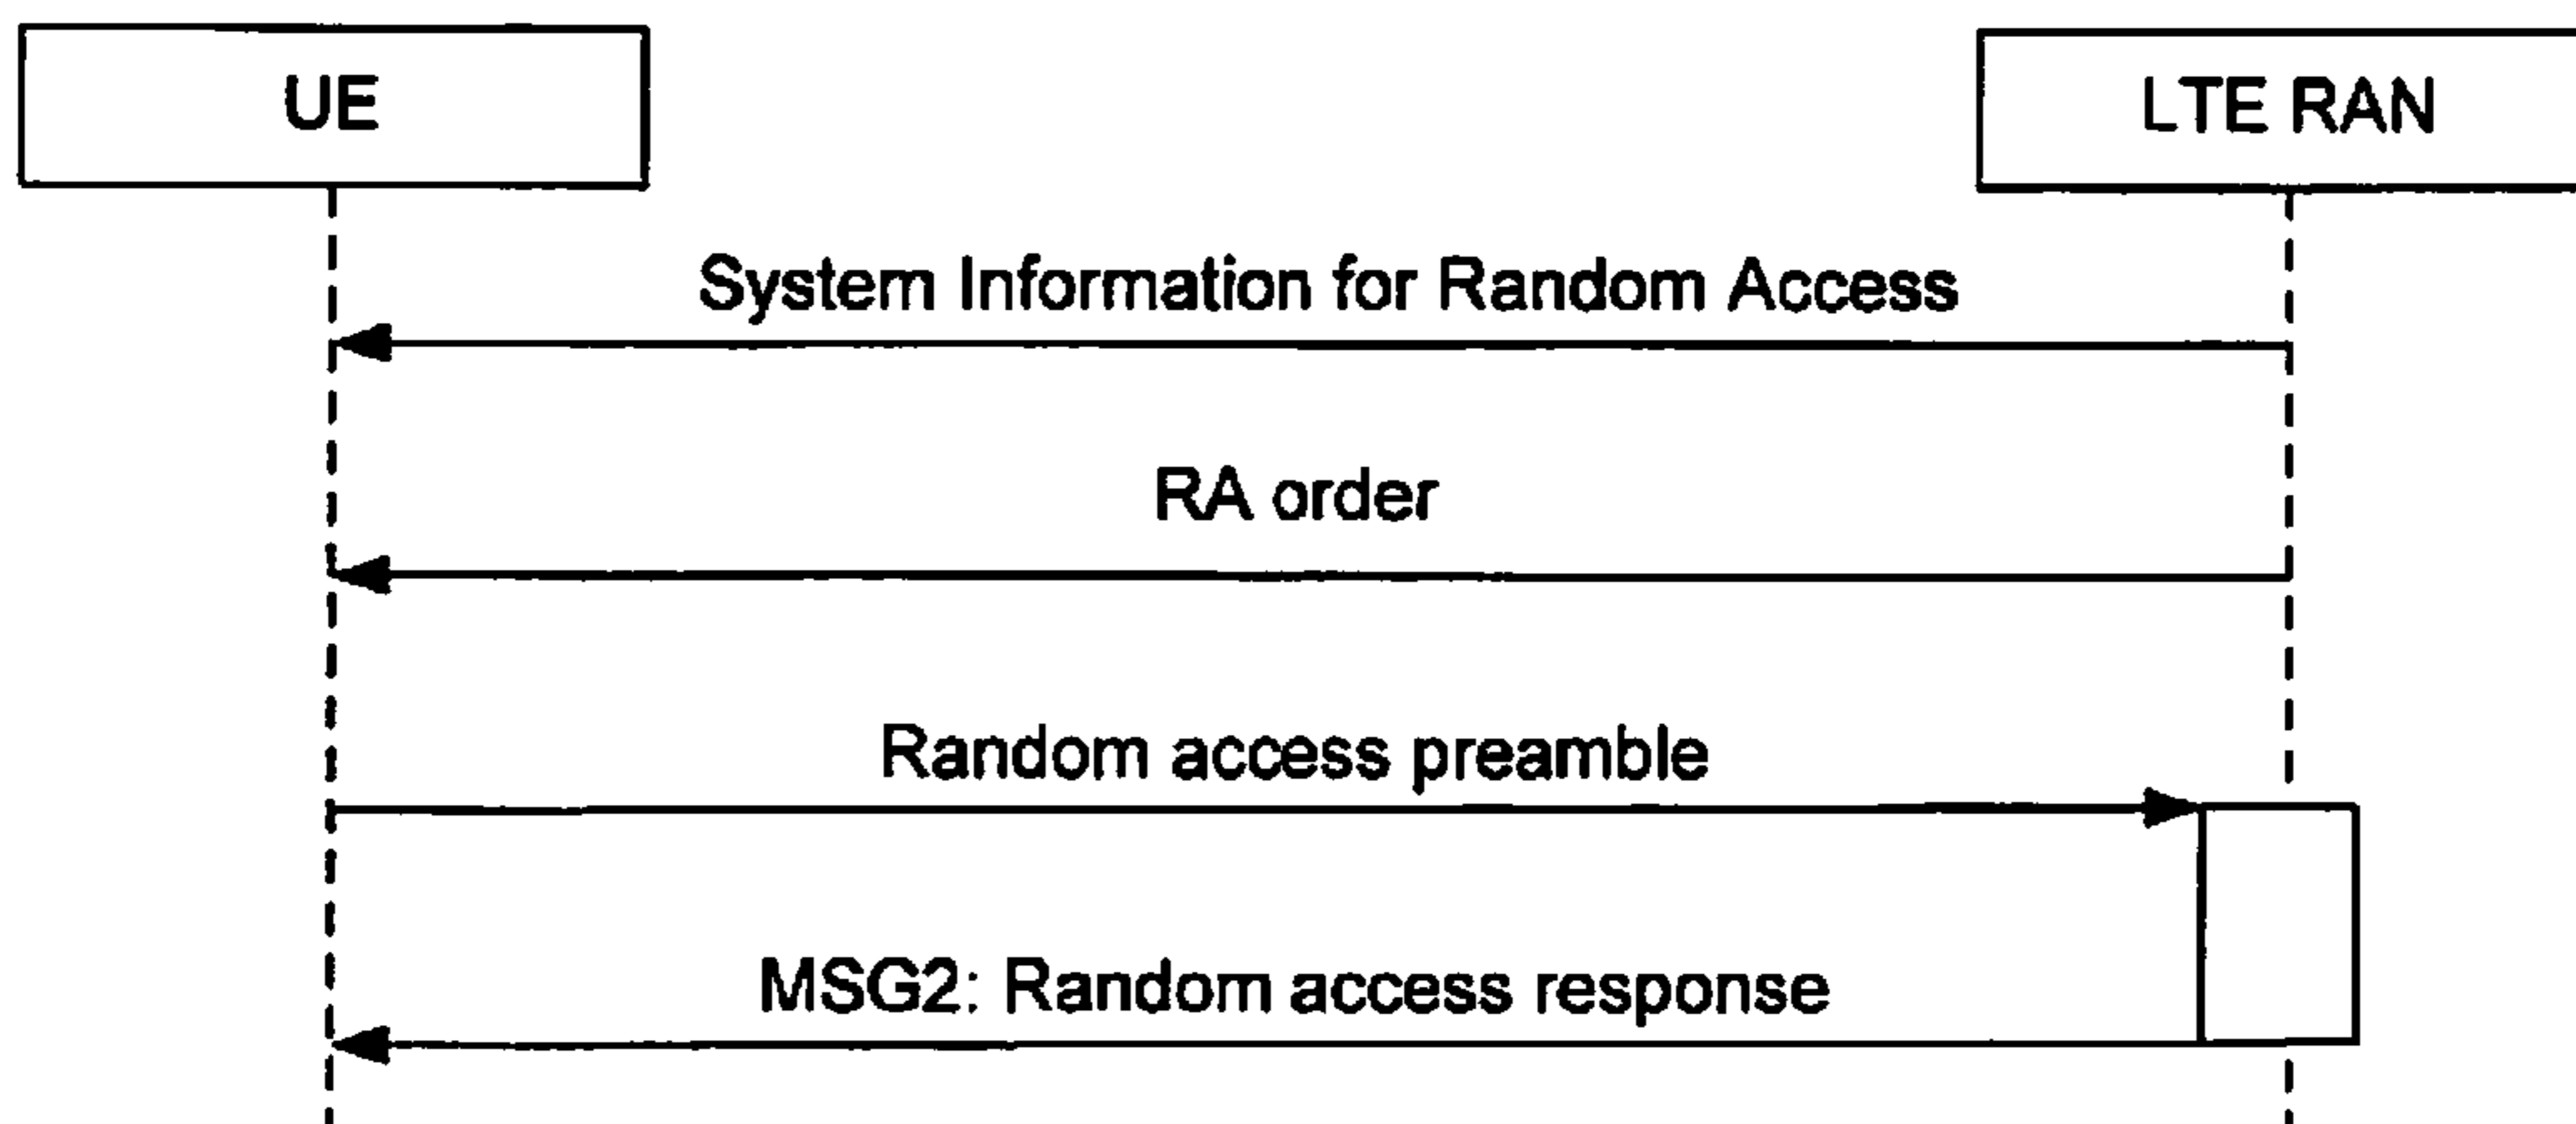 UE
LTE RAN
System Information for Random Access
RA order
Random access preamble
MSG2: Random access response